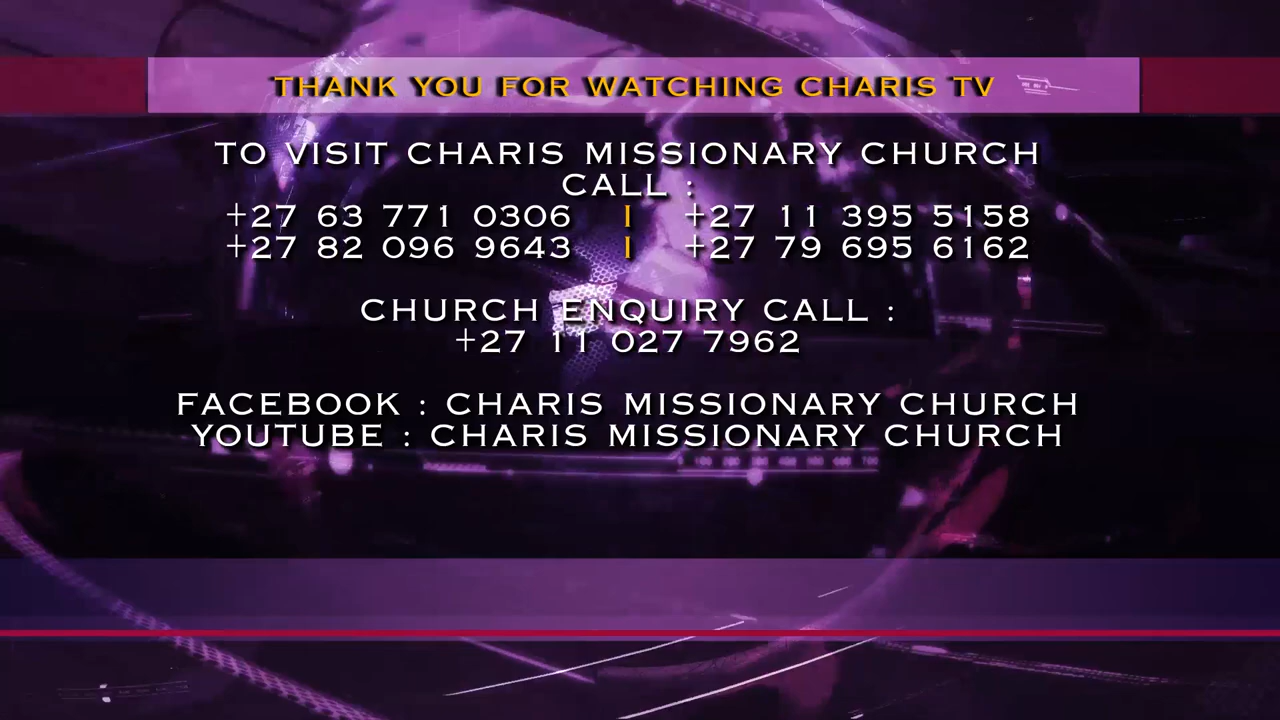 THANK YOU FOR WATCHING CHARIS TV
TO VISIT CHARIS MISSIONARY CHURCH
CALL :
+27 63 771 0306 I +27 11 395 5158
+27 82 096 9643 I +27 79 695 6162
CHURCH ENQUIRY CALL :
+27 11 027 7962
FACEBOOK : CHARIS MISSIONARY CHURCH
YOUTUBE : CHARIS MISSIONARY CHURCH